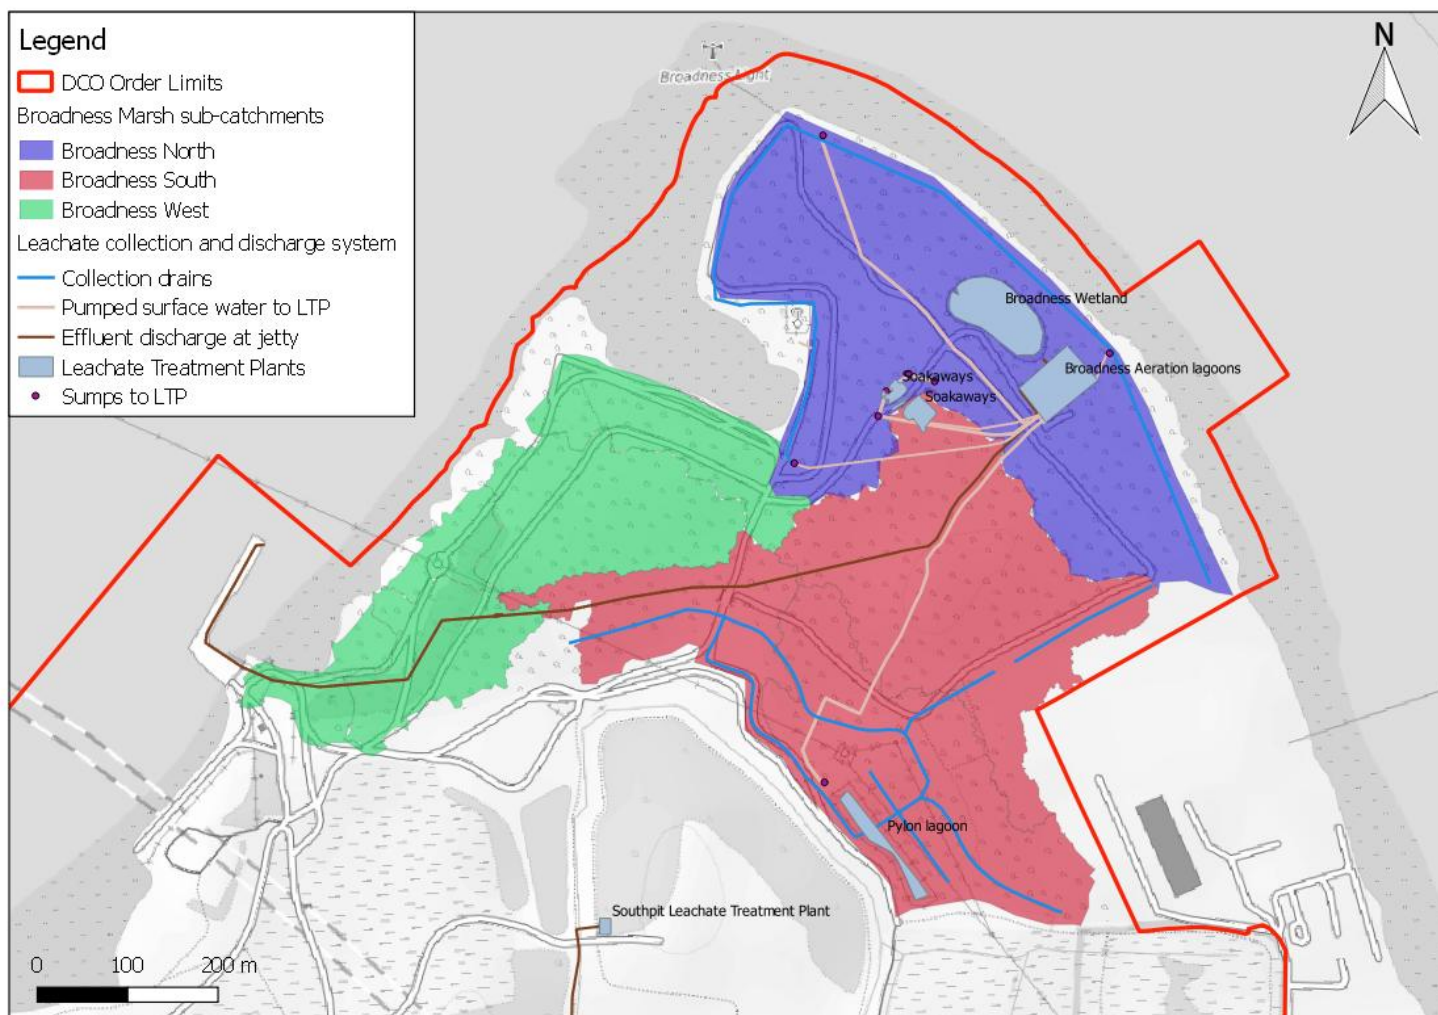 Legend
DCO Order Limits
Broadness Marsh sub-catchments
Broadness North
Broadness South
Broadness West
Leachate collection and discharge system
Collection drains
Pumped surface water to LTP
Effluent discharge at jetty
Leachate Treatment Plants
Sumps to LTP
N
Broadness Light
Broadness Wetland
Broadness Aeration lagoons
Soakaways
Soakaways
Pylon lagoon
Southpit Leachate Treatment Plant
0 100 200 m